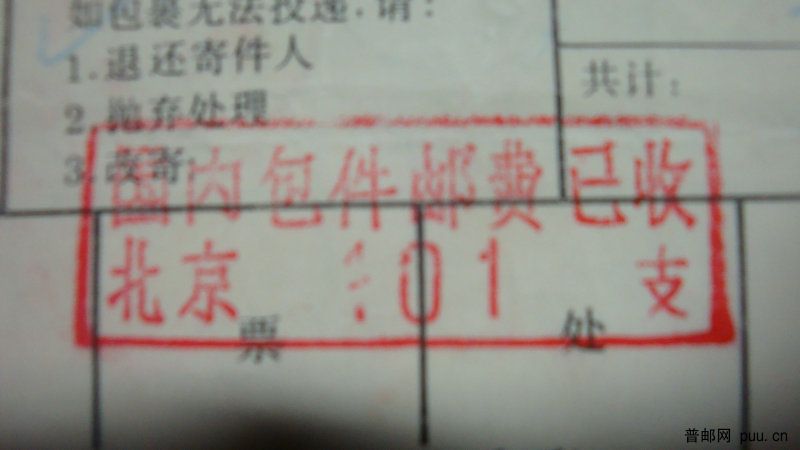 如包裹无法投递,请:
1.退还寄件人
2.抛弃处理
3.改寄
共计:
国内包件邮费已收
北京 01 支
票 处
普邮网 puu.cn